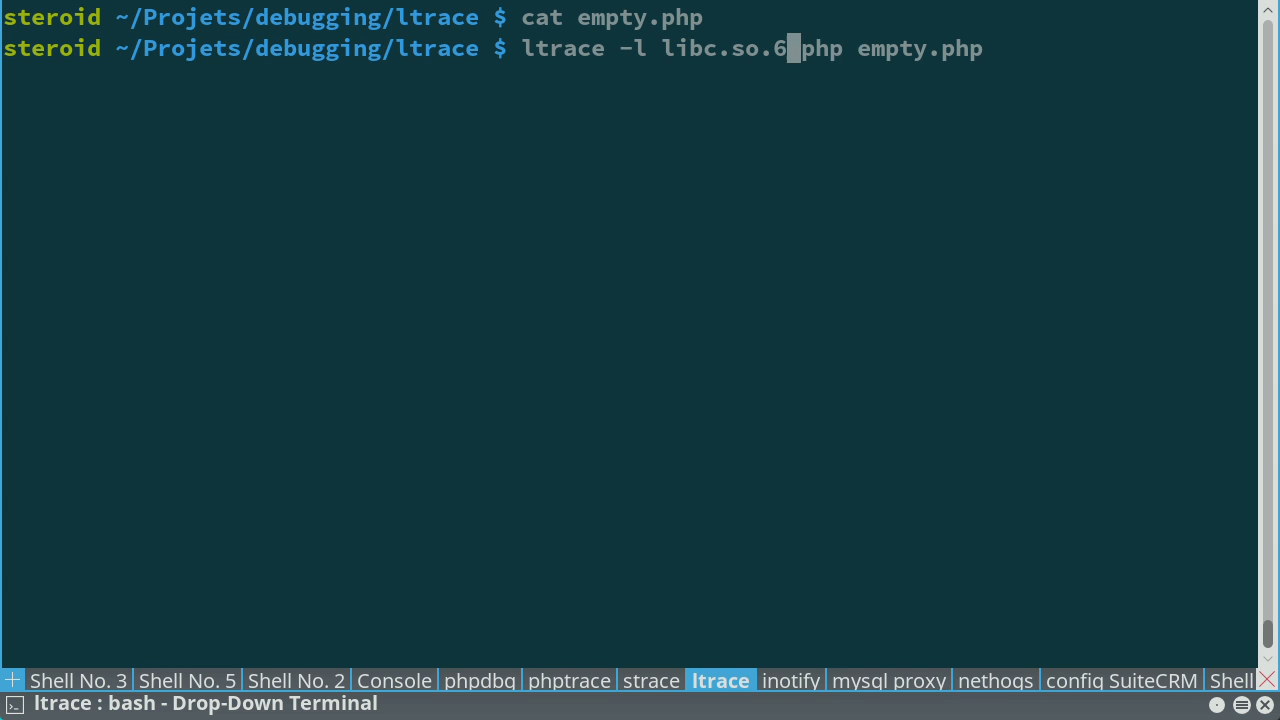 steroid ~/Projets/debugging/ltrace $ cat empty.php
steroid ~/Projets/debugging/ltrace $ ltrace -l libc.so.6 php empty.php
Shell No. 3 Shell No. 5 Shell No. 2 Console phpdbg phptrace strace ltrace inotify mysql proxy nethogs config SuiteCRM Shell
ltrace : bash - Drop-Down Terminal